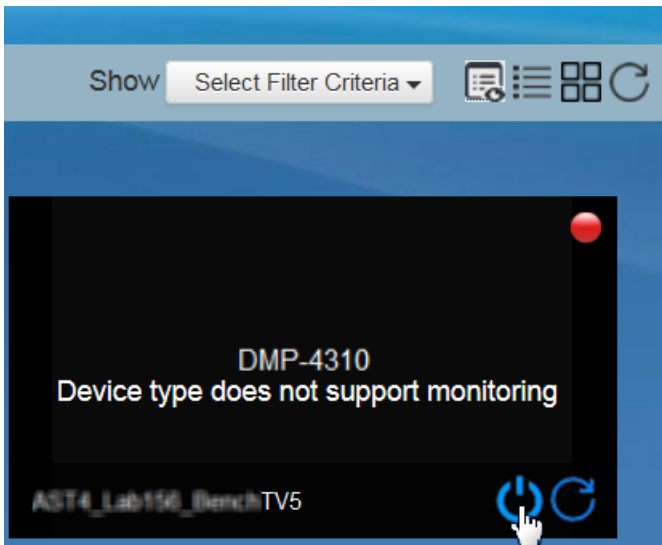 Show Select Filter Criteria
DMP-4310
Device type does not support monitoring
TV5